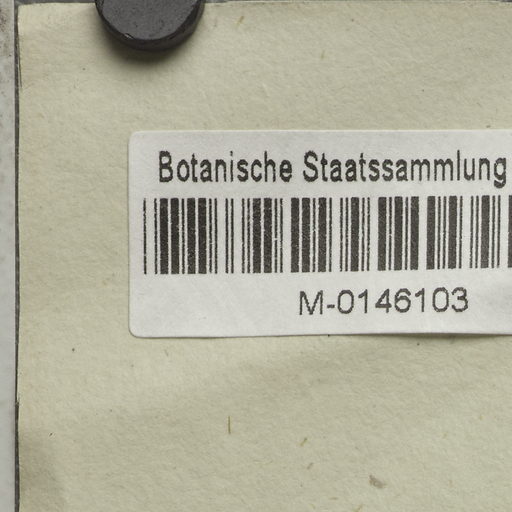 Botanische Staatssammlung
M-0146103